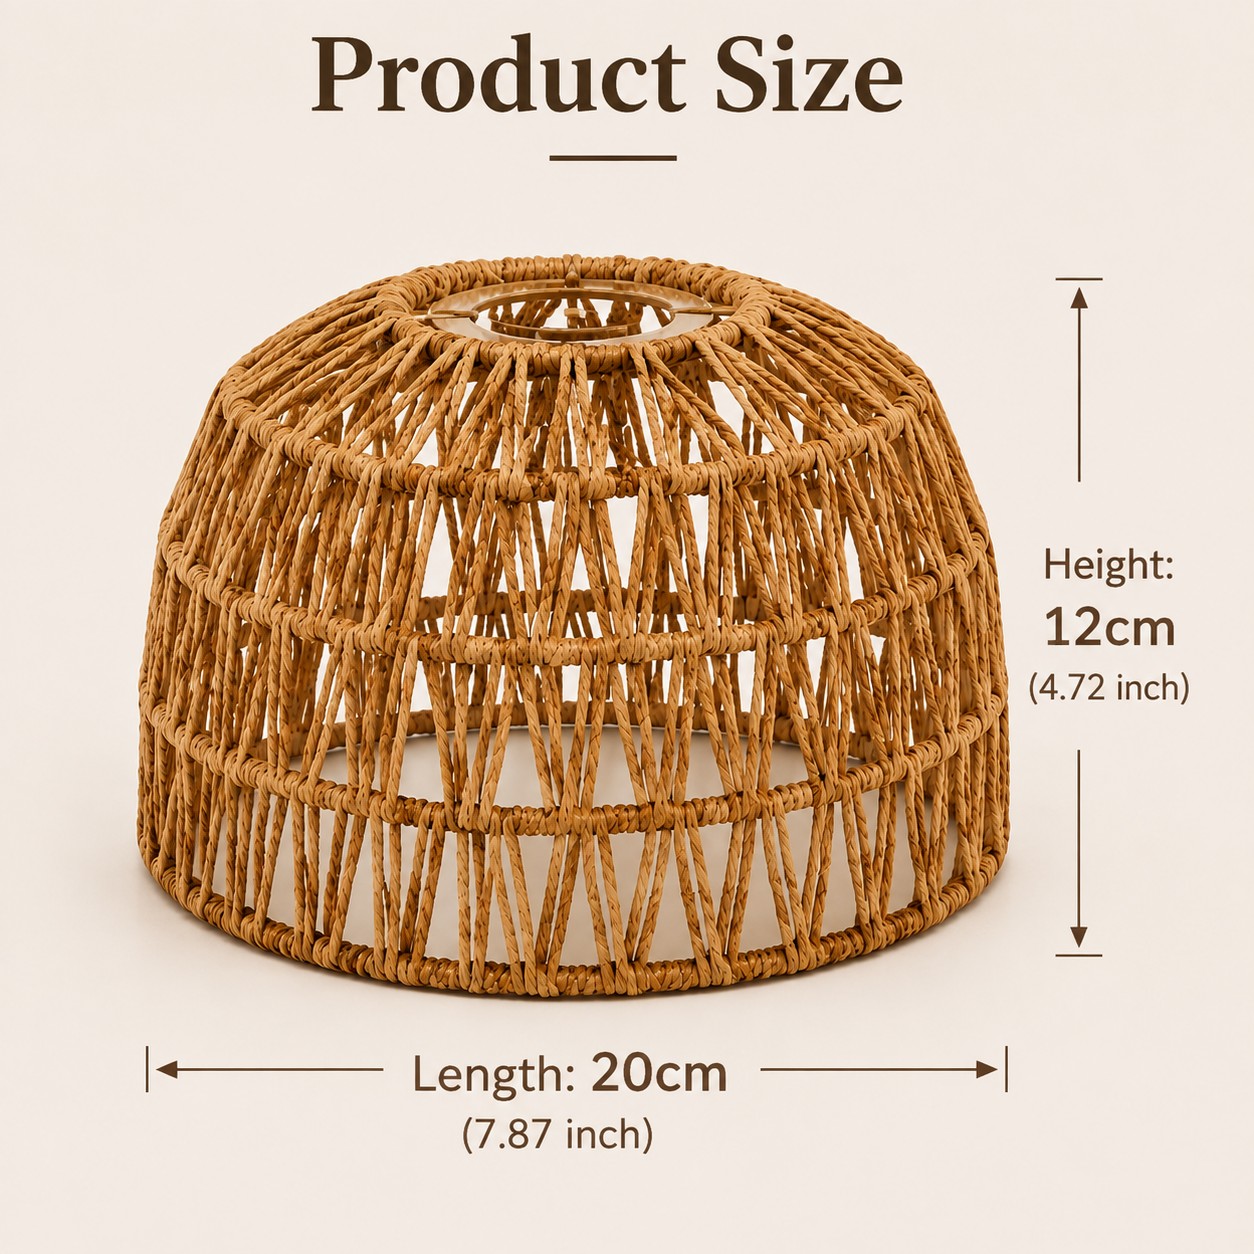 Product Size
Height:
12cm
(4.72 inch)
Length: 20cm
(7.87 inch)